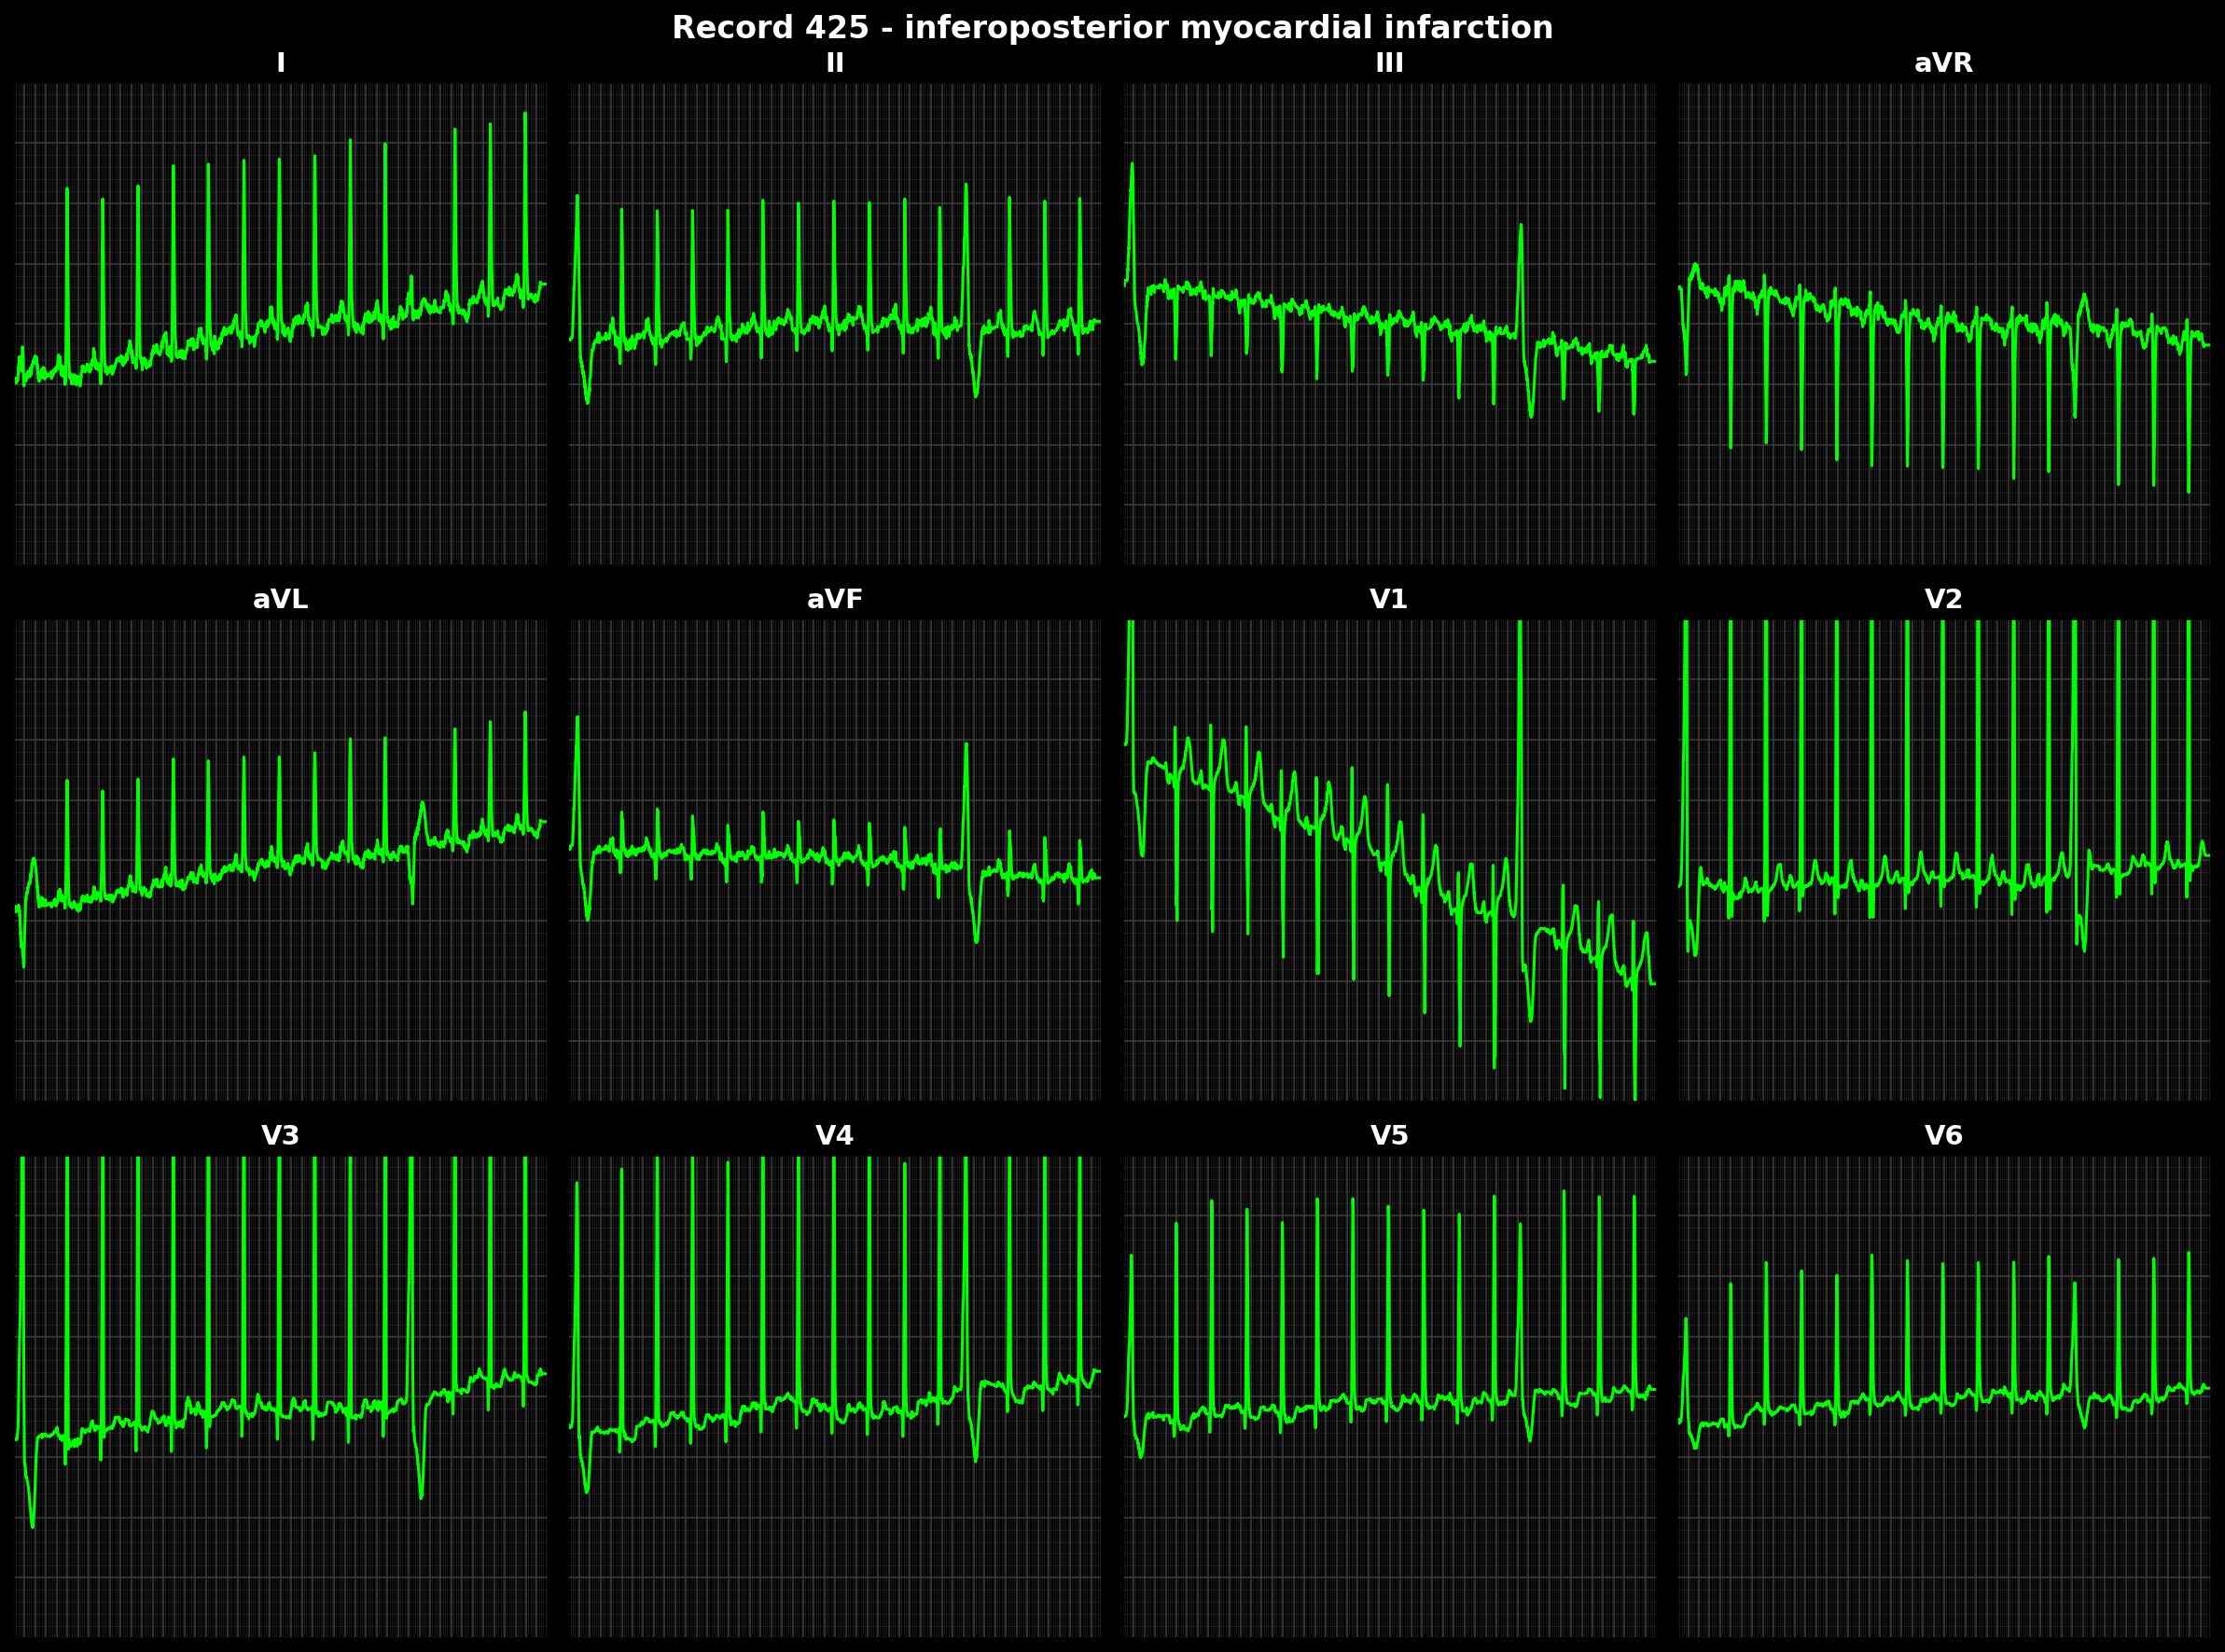 Record 425 - inferoposterior myocardial infarction
I
II
III
aVR
aVL
aVF
V1
V2
V3
V4
V5
V6